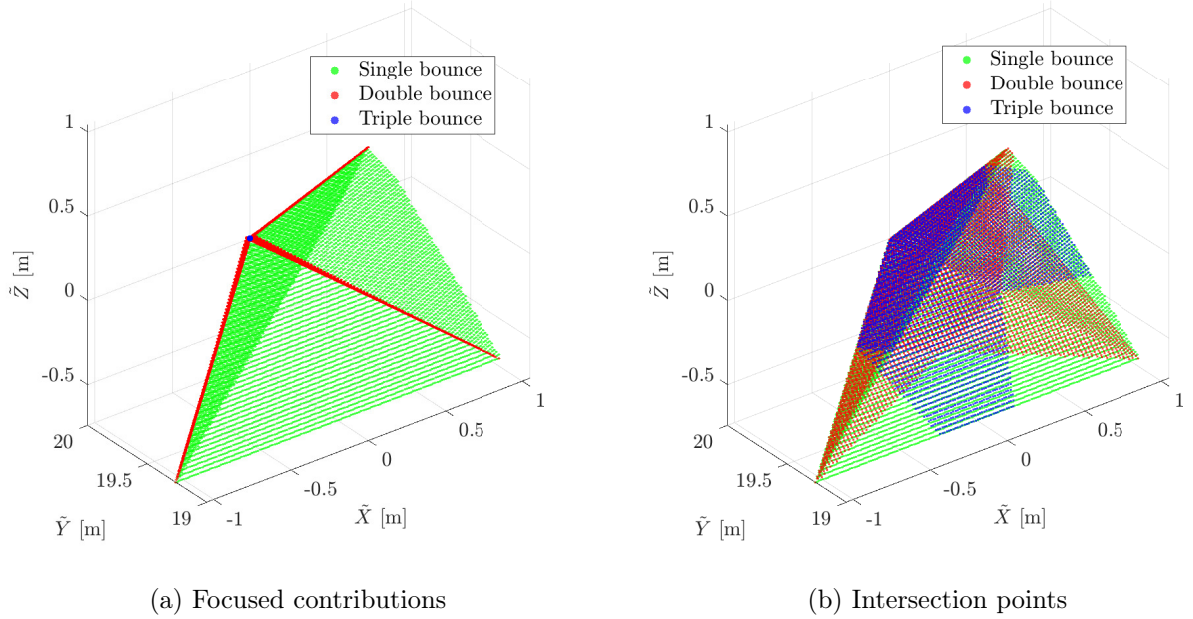 Single bounce
Double bounce
Triple bounce
1
0.5
0
-0.5
Z̃ [m]
20
19.5
19
Ỹ [m]
-1
-0.5
0
0.5
1
X̃ [m]
(a) Focused contributions
Single bounce
Double bounce
Triple bounce
1
0.5
0
-0.5
Z̃ [m]
20
19.5
19
Ỹ [m]
-1
-0.5
0
0.5
1
X̃ [m]
(b) Intersection points